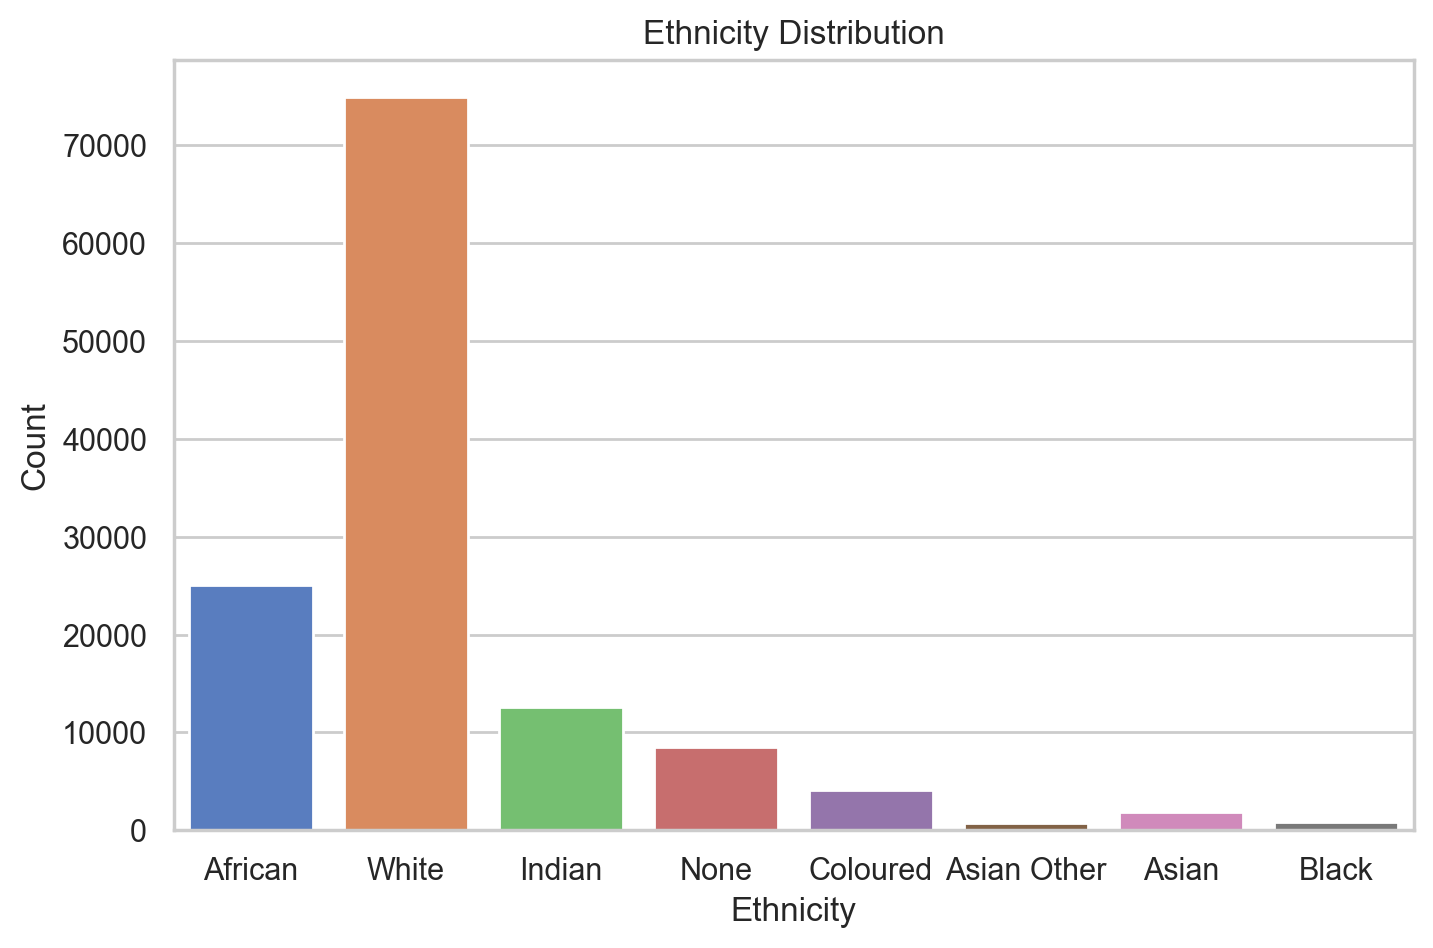 Ethnicity Distribution
70000
60000
50000
40000
30000
20000
10000
0
Count
African White Indian None Coloured Asian Other Asian Black
Ethnicity